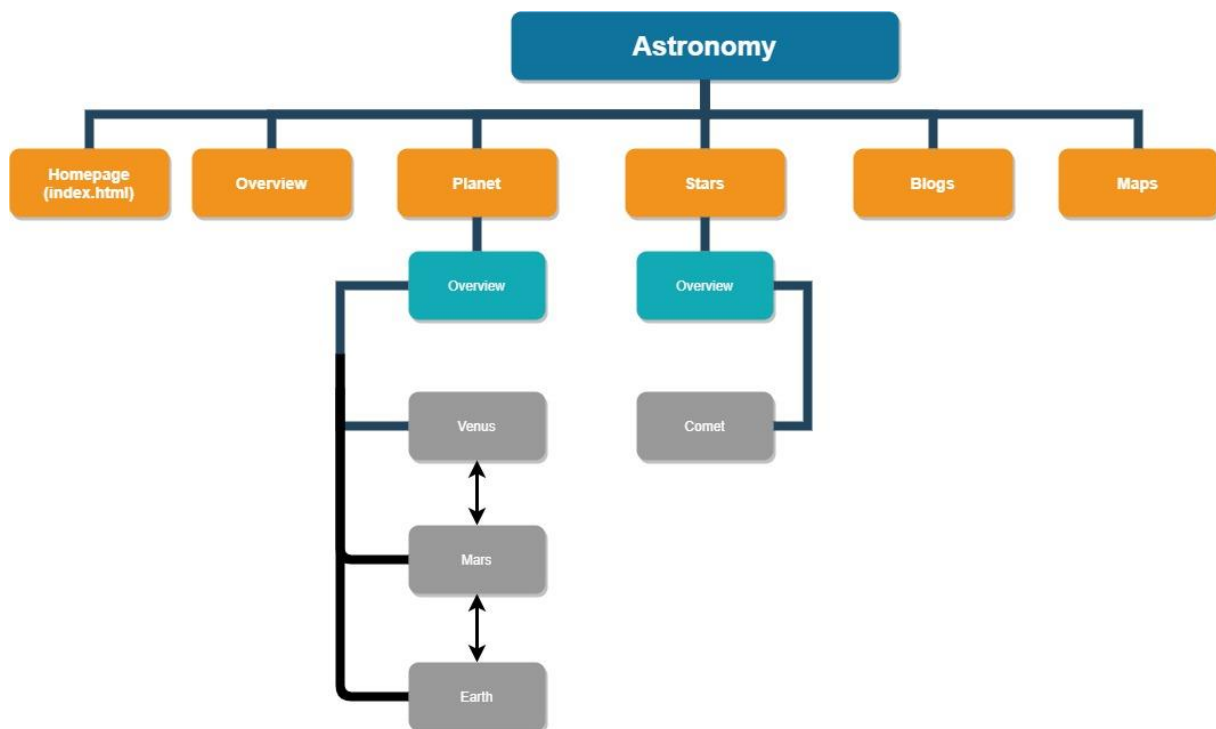 Astronomy
Homepage
(index.html)
Overview
Planet
Stars
Blogs
Maps
Overview
Overview
Venus
Comet
Mars
Earth